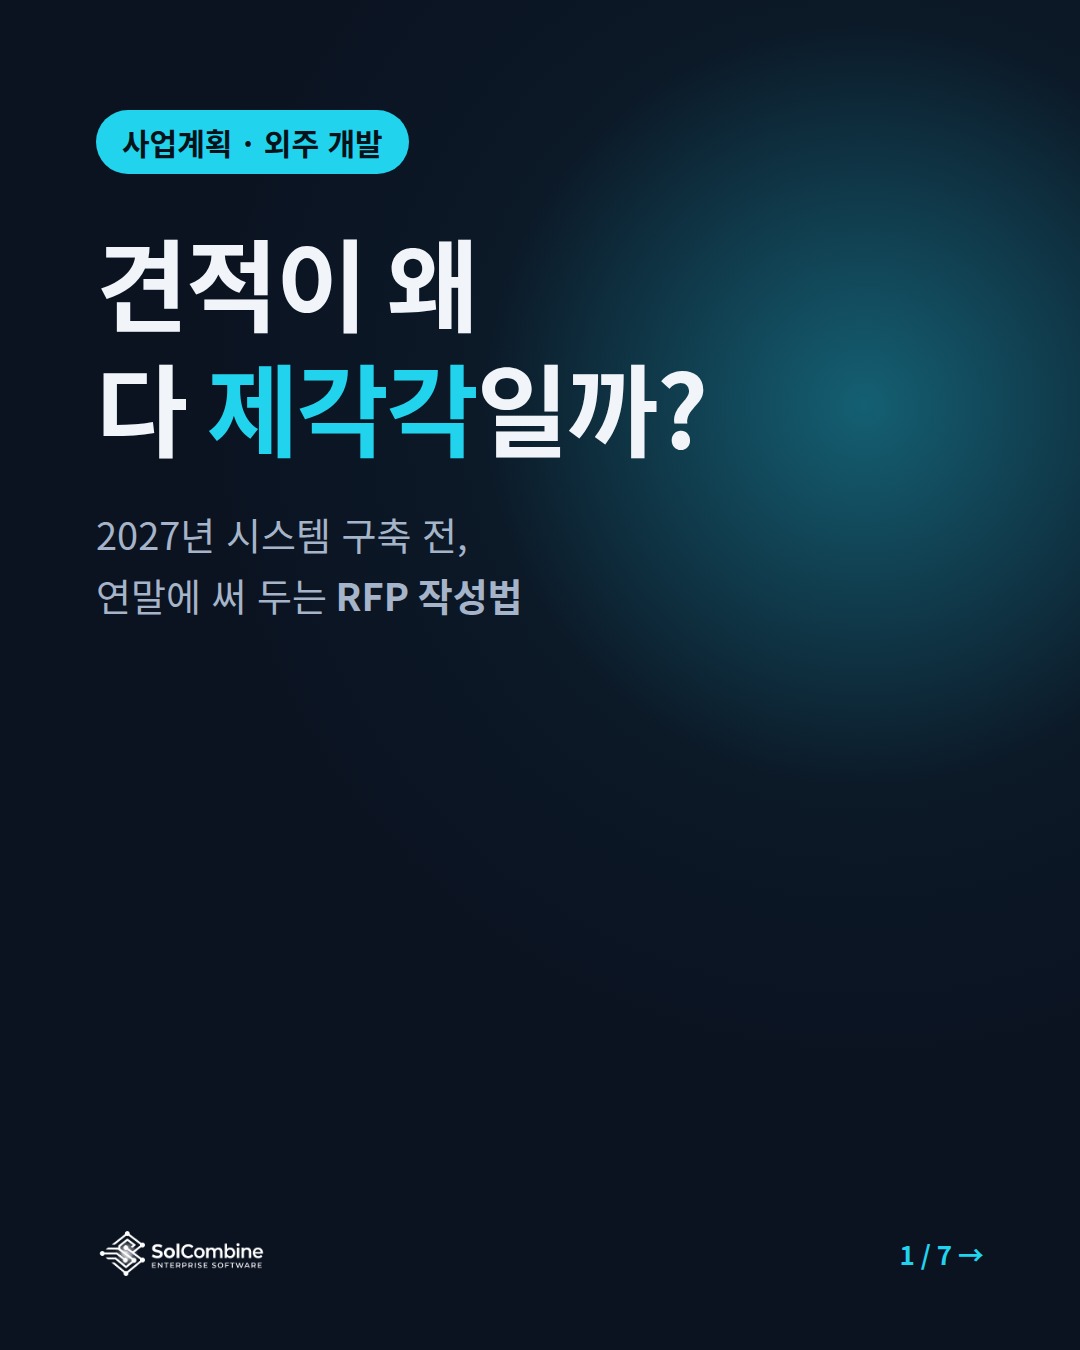 사업계획 · 외주 개발
견적이 왜
다 제각각일까?
2027년 시스템 구축 전,
연말에 써 두는 RFP 작성법
SolCombine
ENTERPRISE SOFTWARE
1 / 7 →